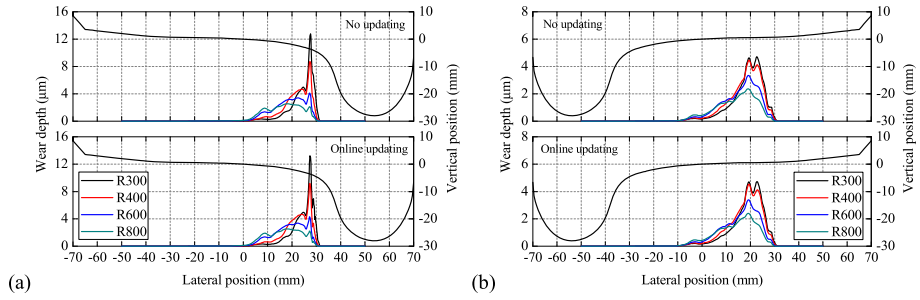 16 No updating 10
12 0
8 -10
4 -20
0 -30
16 Online updating 10
12 0
8 -10
4 -20
0 -30
Wear depth (μm)
Vertical position (mm)
R300
R400
R600
R800
-70 -60 -50 -40 -30 -20 -10 0 10 20 30 40 50 60 70
Lateral position (mm)
(a)
8 No updating 10
6 0
4 -10
2 -20
0 -30
8 Online updating 10
6 0
4 -10
2 -20
0 -30
Wear depth (μm)
Vertical position (mm)
R300
R400
R600
R800
-70 -60 -50 -40 -30 -20 -10 0 10 20 30 40 50 60 70
Lateral position (mm)
(b)